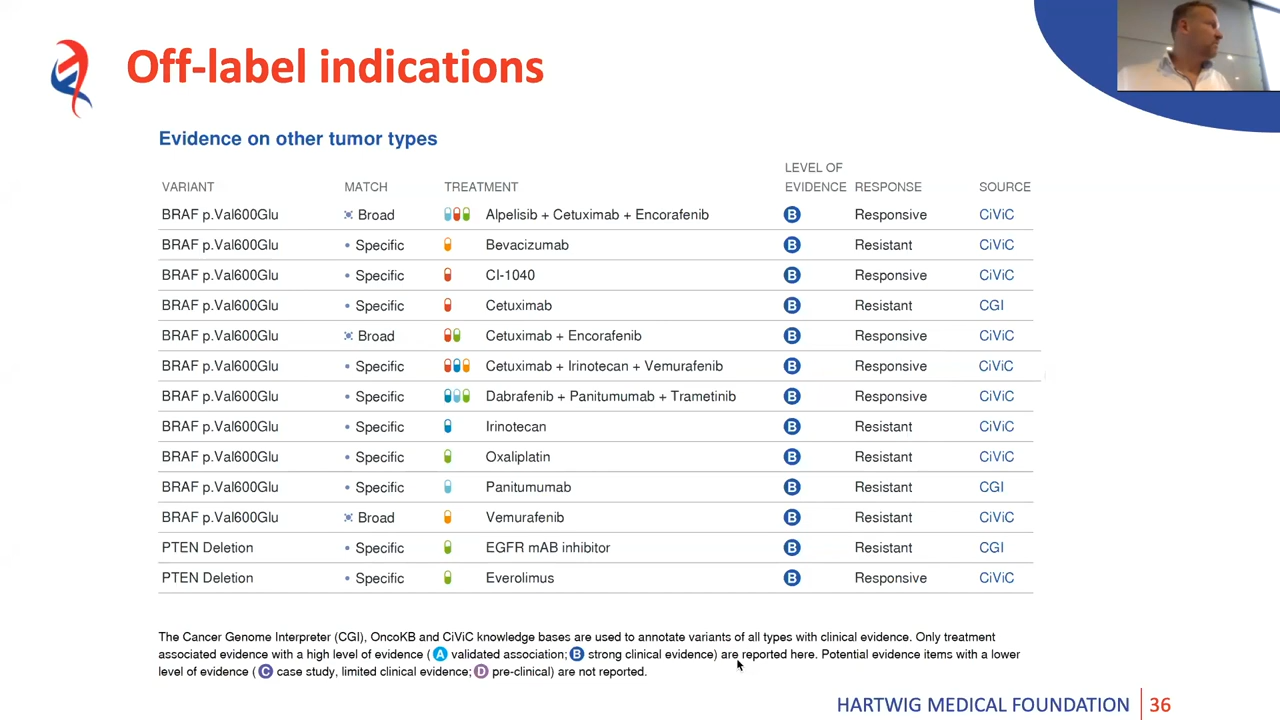 Off-label indications
Evidence on other tumor types
LEVEL OF
VARIANT MATCH TREATMENT EVIDENCE RESPONSE SOURCE
BRAF p.Val600Glu Broad Alpelisib + Cetuximab + Encorafenib B Responsive CiViC
BRAF p.Val600Glu Specific Bevacizumab B Resistant CiViC
BRAF p.Val600Glu Specific CI-1040 B Responsive CiViC
BRAF p.Val600Glu Specific Cetuximab B Resistant CGI
BRAF p.Val600Glu Broad Cetuximab + Encorafenib B Responsive CiViC
BRAF p.Val600Glu Specific Cetuximab + Irinotecan + Vemurafenib B Responsive CiViC
BRAF p.Val600Glu Specific Dabrafenib + Panitumumab + Trametinib B Responsive CiViC
BRAF p.Val600Glu Specific Irinotecan B Resistant CiViC
BRAF p.Val600Glu Specific Oxaliplatin B Resistant CiViC
BRAF p.Val600Glu Specific Panitumumab B Resistant CGI
BRAF p.Val600Glu Broad Vemurafenib B Resistant CiViC
PTEN Deletion Specific EGFR mAB inhibitor B Resistant CGI
PTEN Deletion Specific Everolimus B Responsive CiViC
The Cancer Genome Interpreter (CGI), OncoKB and CiViC knowledge bases are used to annotate variants of all types with clinical evidence. Only treatment
associated evidence with a high level of evidence ( A validated association; B strong clinical evidence) are reported here. Potential evidence items with a lower
level of evidence ( C case study, limited clinical evidence; D pre-clinical) are not reported.
HARTWIG MEDICAL FOUNDATION 36